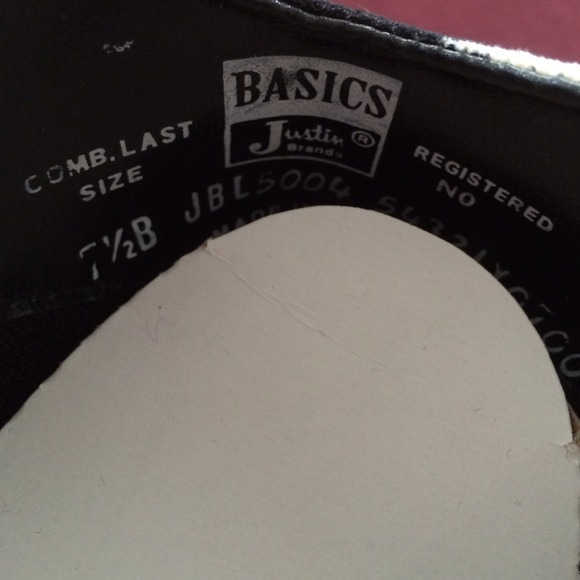 BASICS
Justin®
Brands
COMB. LAST
SIZE
7½B
JBL5004
REGISTERED
NO